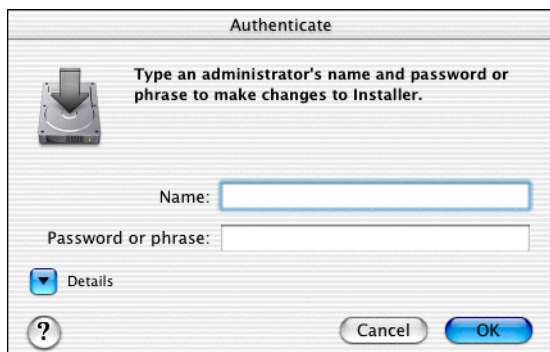 Authenticate
Type an administrator's name and password or
phrase to make changes to Installer.
Name:
Password or phrase:
Details
?
Cancel
OK